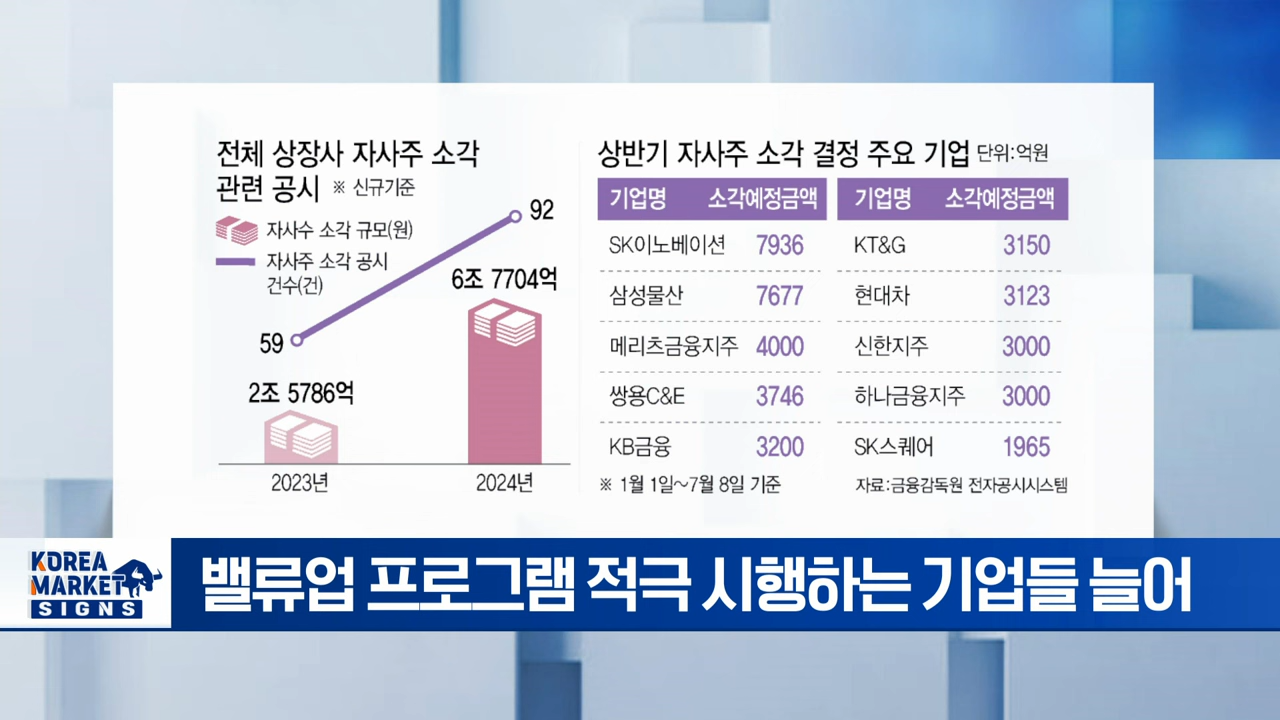 전체 상장사 자사주 소각
관련 공시 ※ 신규기준
자사수 소각 규모(원)
자사주 소각 공시
건수(건)
92
6조 7704억
59
2조 5786억
2023년
2024년
상반기 자사주 소각 결정 주요 기업 단위:억원
기업명 소각예정금액 기업명 소각예정금액
SK이노베이션 7936 KT&G 3150
삼성물산 7677 현대차 3123
메리츠금융지주 4000 신한지주 3000
쌍용C&E 3746 하나금융지주 3000
KB금융 3200 SK스퀘어 1965
※ 1월 1일~7월 8일 기준 자료:금융감독원 전자공시시스템
KOREA
MARKET
SIGNS
밸류업 프로그램 적극 시행하는 기업들 늘어